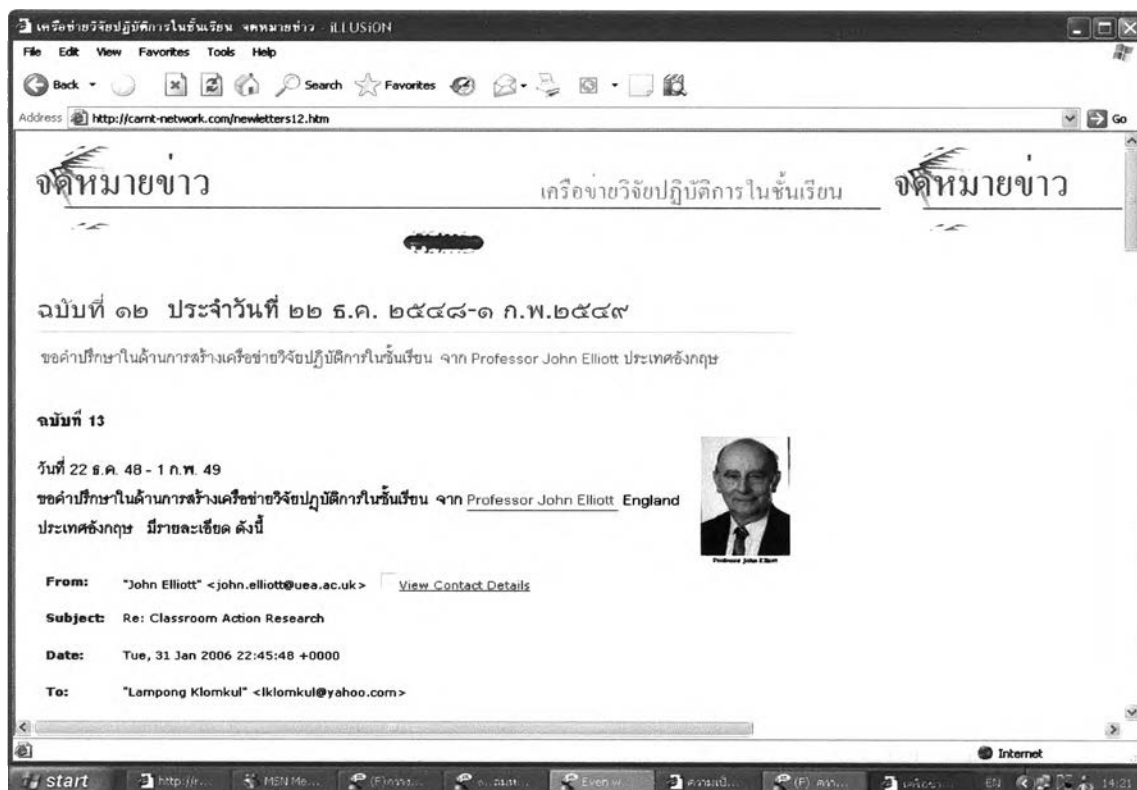 เครือข่ายวิจัยปฏิบัติการในชั้นเรียน จดหมายข่าว - iLLUSiON
File Edit View Favorites Tools Help
Back Search Favorites
Address http://carnt-network.com/newletters12.htm Go
จดหมายข่าว เครือข่ายวิจัยปฏิบัติการในชั้นเรียน จดหมายข่าว
ฉบับที่ ๑๒ ประจำวันที่ ๒๒ ธ.ค. ๒๕๔๘-๑ ก.พ.๒๕๔๙
ขอคำปรึกษาในด้านการสร้างเครือข่ายวิจัยปฏิบัติการในชั้นเรียน จาก Professor John Elliott ประเทศอังกฤษ
ฉบับที่ 13
วันที่ 22 ธ.ค. 48 - 1 ก.พ. 49
ขอคำปรึกษาในด้านการสร้างเครือข่ายวิจัยปฏบัติการในชั้นเรียน จาก Professor John Elliott England
ประเทศอังกฤษ มีรายละเอียด ดังนี้
Professor John Elliott
From: "John Elliott" <john.elliott@uea.ac.uk> View Contact Details
Subject: Re: Classroom Action Research
Date: Tue, 31 Jan 2006 22:45:48 +0000
To: "Lampong Klomkul" <lklomkul@yahoo.com>
Internet
start http://r... MSN Me... Even w... EN 14:21